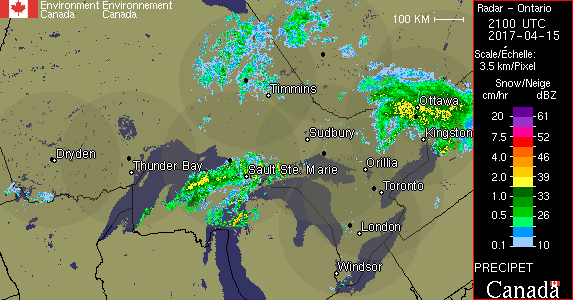 Environment Environnement
Canada Canada
100 KM
Timmins
Ottawa
Sudbury
Kingston
Dryden
Thunder Bay
Sault Ste. Marie
Orillia
Toronto
London
Windsor
Radar - Ontario
2100 UTC
2017-04-15
Scale/Échelle:
3.5 km/Pixel
Snow/Neige
cm/hr dBZ
20 61
7.5 52
4.0 46
2.0 39
1.0 33
0.5 26
0.1 10
PRECIPET
Canada